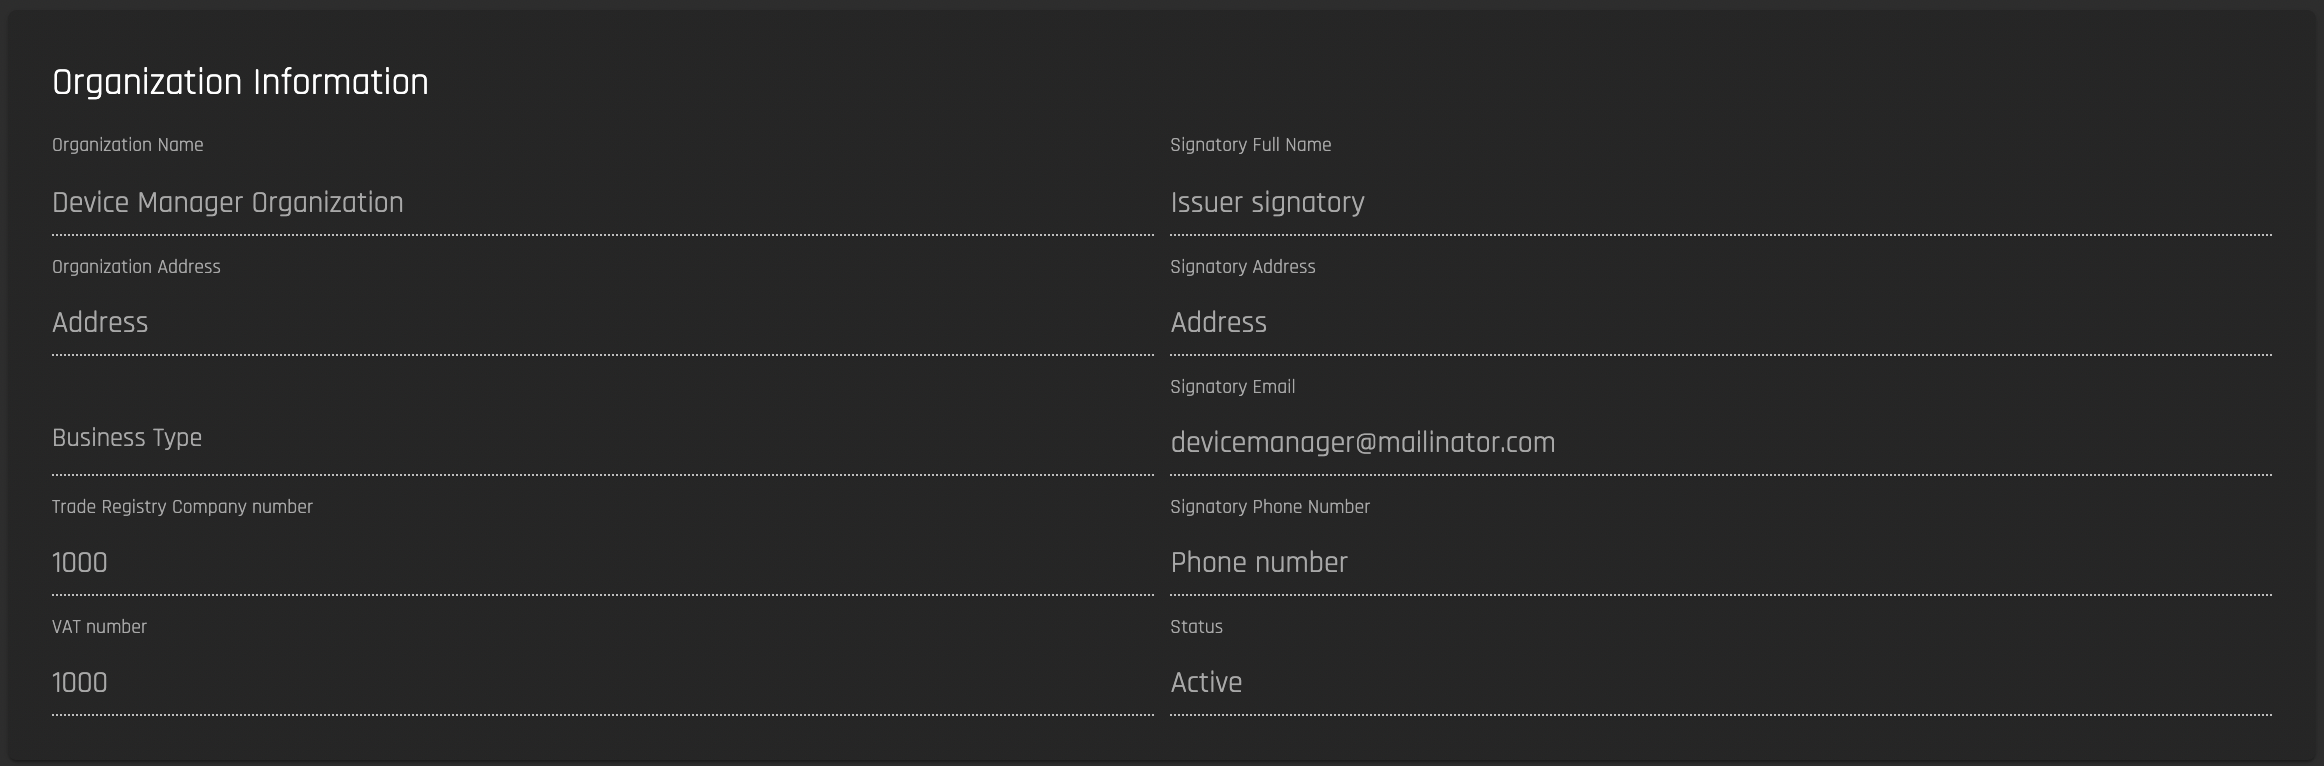 Organization Information
Organization Name
Signatory Full Name
Device Manager Organization
Issuer signatory
Organization Address
Signatory Address
Address
Address
Signatory Email
Business Type
devicemanager@mailinator.com
Trade Registry Company number
Signatory Phone Number
1000
Phone number
VAT number
Status
1000
Active